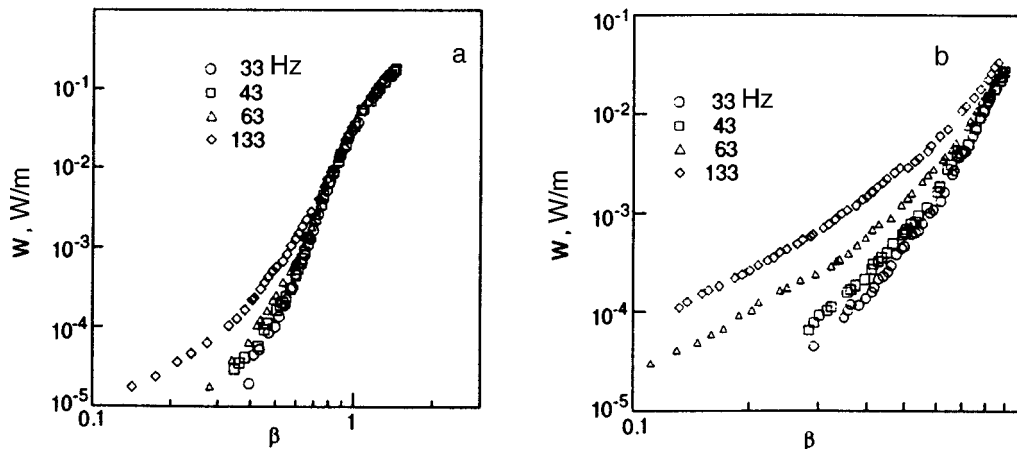 a
33 Hz
43
63
133
10⁻¹
10⁻²
10⁻³
10⁻⁴
10⁻⁵
w, W/m
0.1
1
β
b
33 Hz
43
63
133
10⁻¹
10⁻²
10⁻³
10⁻⁴
10⁻⁵
w, W/m
0.1
β